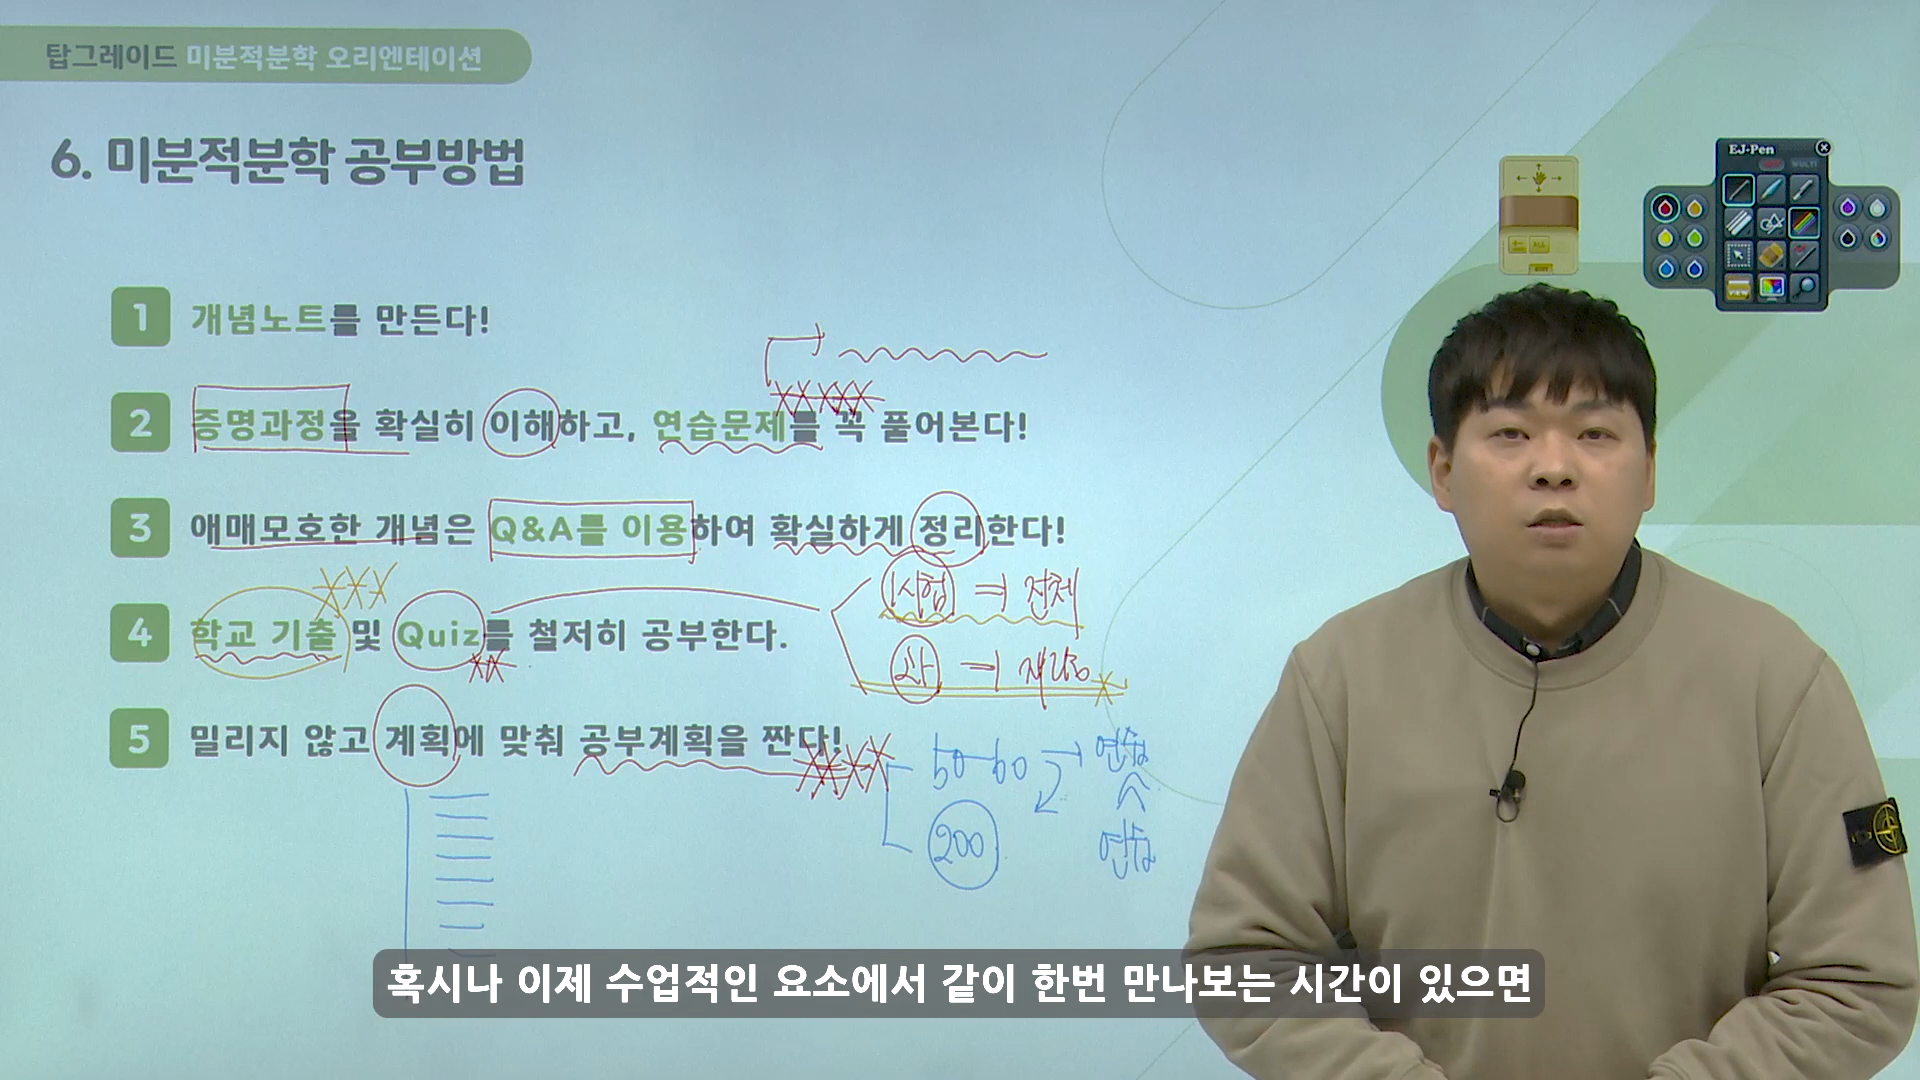 탑그레이드 미분적분학 오리엔테이션
6. 미분적분학 공부방법
EJ-Pen
MULTI
ALL
1 개념노트를 만든다!
2 증명과정을 확실히 이해하고, 연습문제를 꼭 풀어본다!
3 애매모호한 개념은 Q&A를 이용하여 확실하게 정리한다!
시험 ⇒ 전체
4 학교 기출 및 Quiz를 철저히 공부한다.
5 밀리지 않고 계획에 맞춰 공부계획을 짠다!
50~60 → 연습
200 연습
혹시나 이제 수업적인 요소에서 같이 한번 만나보는 시간이 있으면